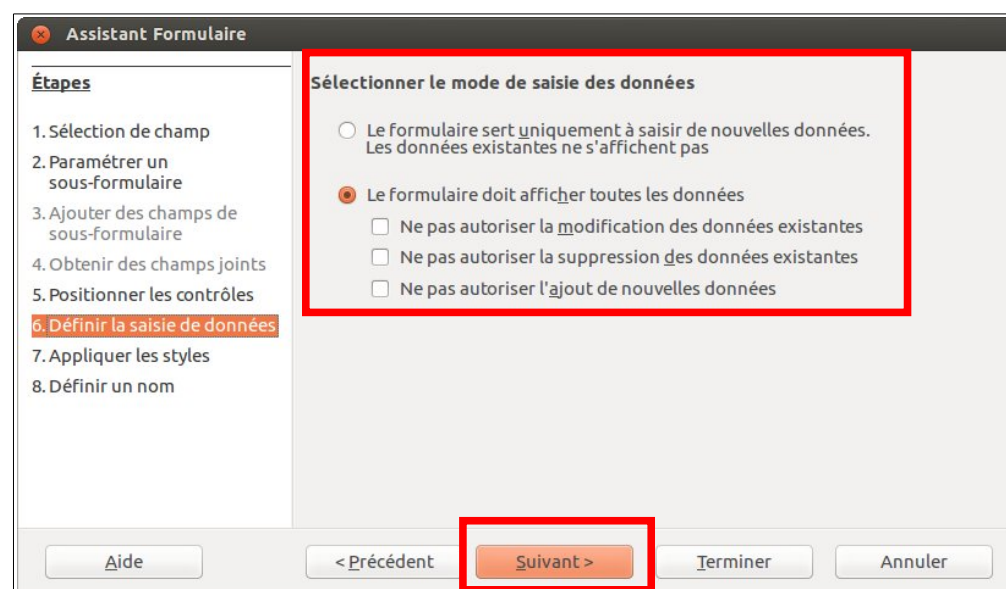 Assistant Formulaire
Étapes
1. Sélection de champ
2. Paramétrer un
sous-formulaire
3. Ajouter des champs de
sous-formulaire
4. Obtenir des champs joints
5. Positionner les contrôles
6. Définir la saisie de données
7. Appliquer les styles
8. Définir un nom
Sélectionner le mode de saisie des données
Le formulaire sert uniquement à saisir de nouvelles données.
Les données existantes ne s'affichent pas
Le formulaire doit afficher toutes les données
Ne pas autoriser la modification des données existantes
Ne pas autoriser la suppression des données existantes
Ne pas autoriser l'ajout de nouvelles données
Aide
< Précédent
Suivant >
Terminer
Annuler